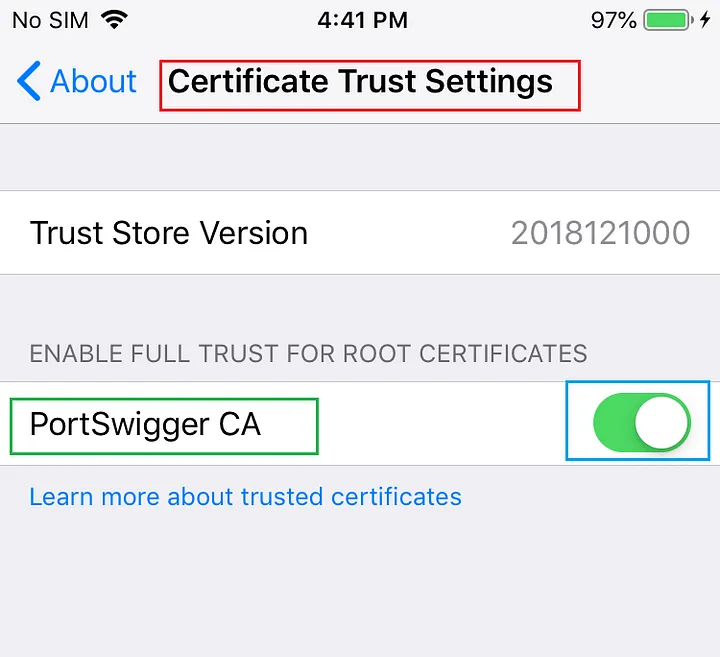 No SIM 4:41 PM 97%
About Certificate Trust Settings
Trust Store Version 2018121000
ENABLE FULL TRUST FOR ROOT CERTIFICATES
PortSwigger CA
Learn more about trusted certificates